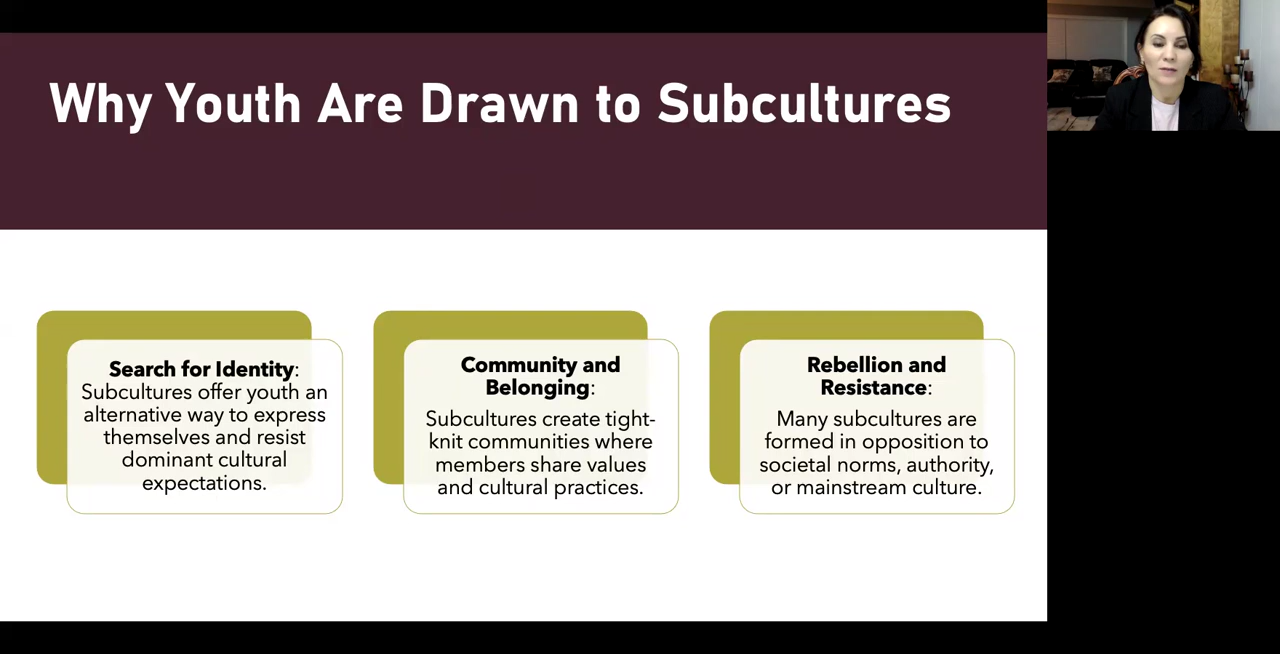 Why Youth Are Drawn to Subcultures
Search for Identity:
Subcultures offer youth an
alternative way to express
themselves and resist
dominant cultural
expectations.
Community and
Belonging:
Subcultures create tight-
knit communities where
members share values
and cultural practices.
Rebellion and
Resistance:
Many subcultures are
formed in opposition to
societal norms, authority,
or mainstream culture.